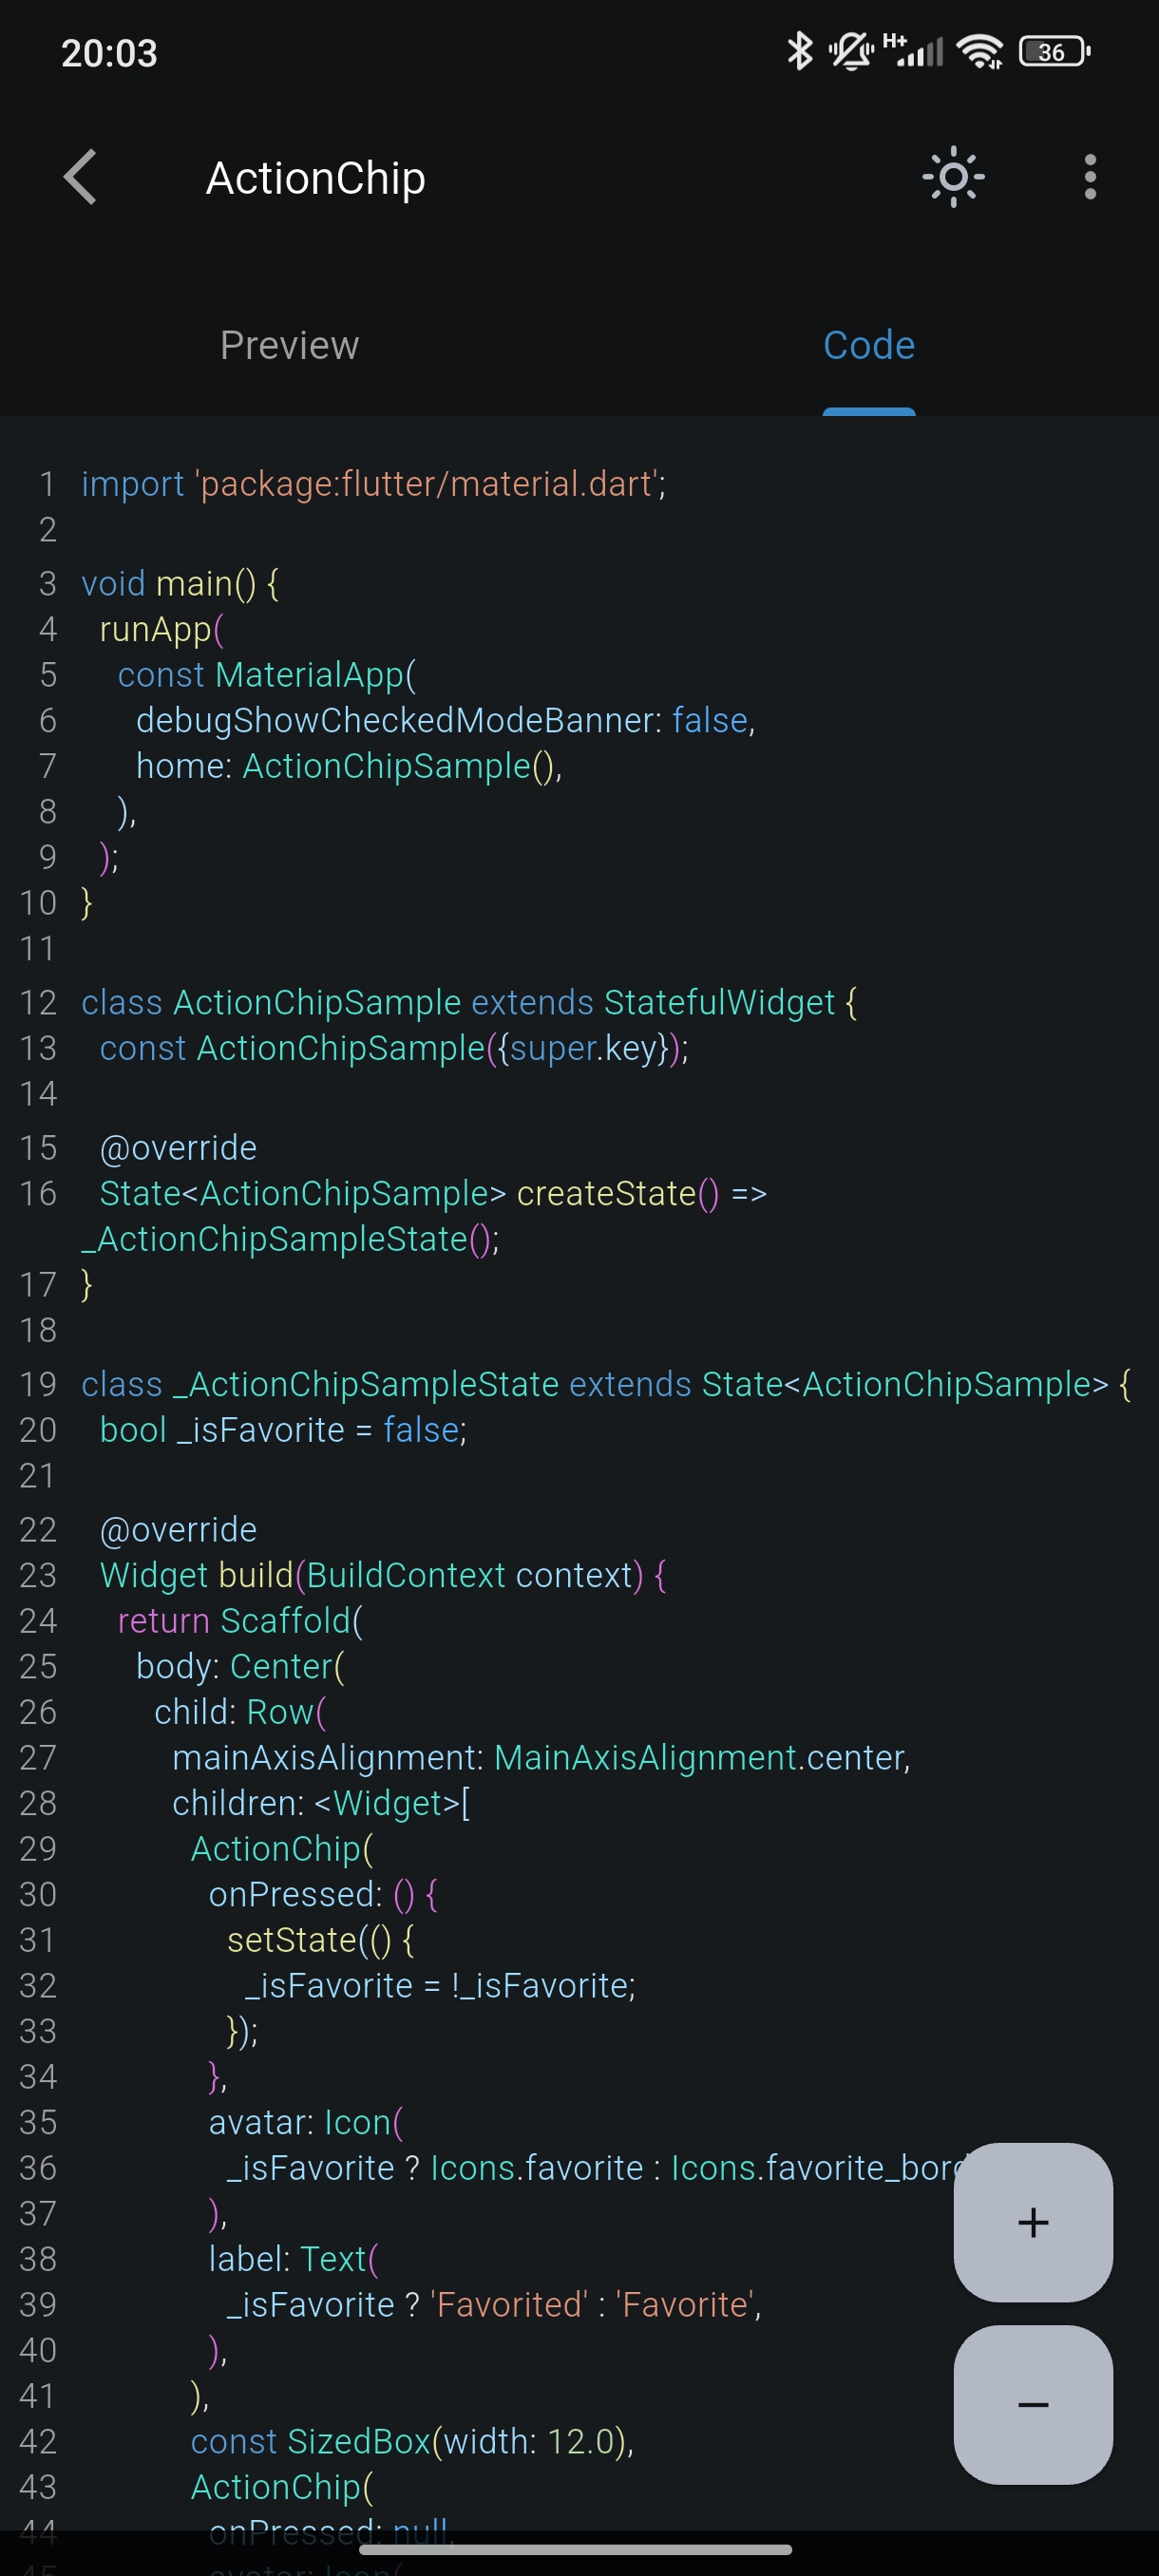 20:03
H+
36
ActionChip
Preview
Code
1 import 'package:flutter/material.dart';
2
3 void main() {
4   runApp(
5     const MaterialApp(
6       debugShowCheckedModeBanner: false,
7       home: ActionChipSample(),
8     ),
9   );
10 }
11
12 class ActionChipSample extends StatefulWidget {
13   const ActionChipSample({super.key});
14
15   @override
16   State<ActionChipSample> createState() =>
_ActionChipSampleState();
17 }
18
19 class _ActionChipSampleState extends State<ActionChipSample> {
20   bool _isFavorite = false;
21
22   @override
23   Widget build(BuildContext context) {
24     return Scaffold(
25       body: Center(
26         child: Row(
27           mainAxisAlignment: MainAxisAlignment.center,
28           children: <Widget>[
29             ActionChip(
30               onPressed: () {
31                 setState(() {
32                   _isFavorite = !_isFavorite;
33                 });
34               },
35               avatar: Icon(
36                 _isFavorite ? Icons.favorite : Icons.favorite_bord
37               ),
+
38               label: Text(
39                 _isFavorite ? 'Favorited' : 'Favorite',
40               ),
41             ),
−
42             const SizedBox(width: 12.0),
43             ActionChip(
44               onPressed: null,
45               avatar: Icon(